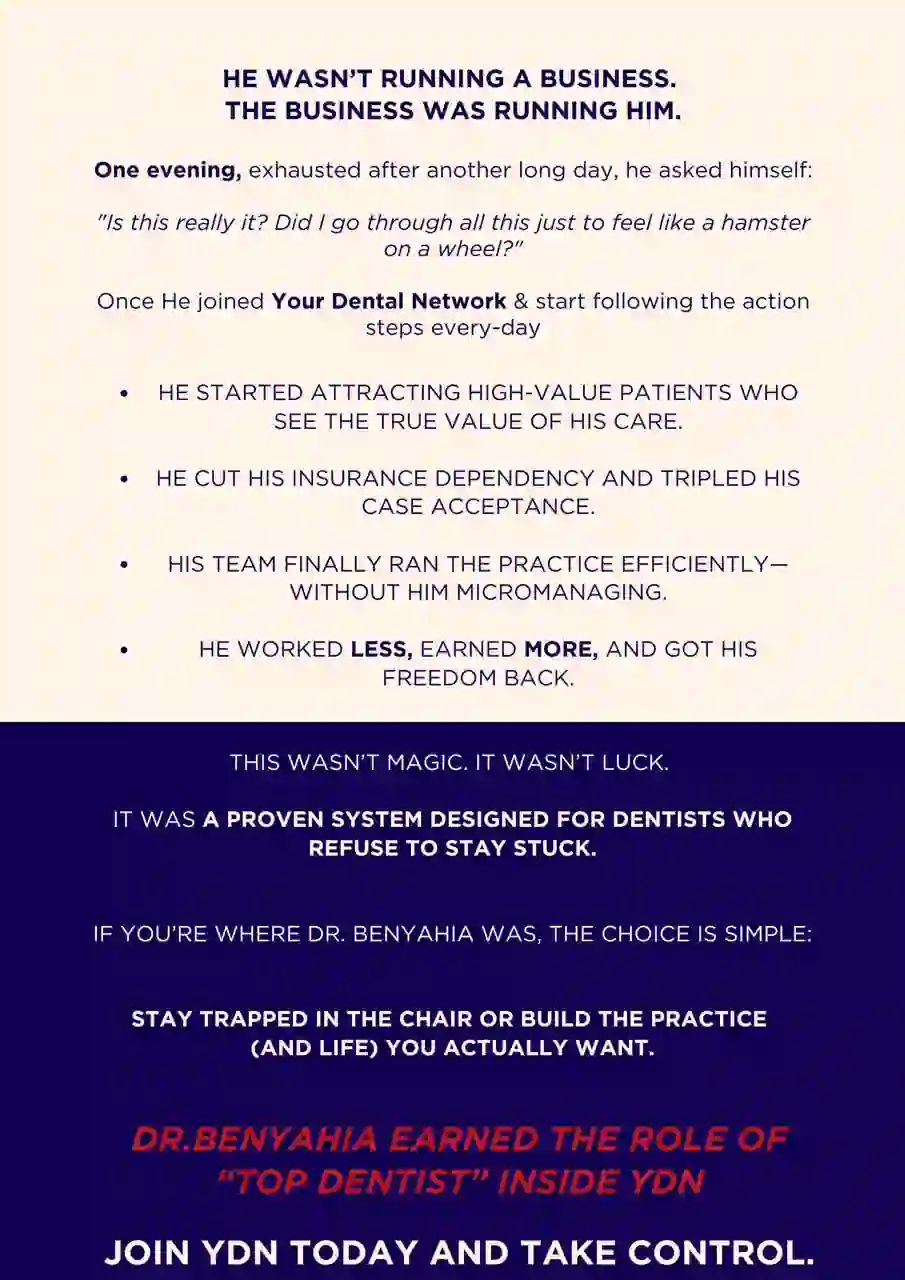 HE WASN'T RUNNING A BUSINESS.
THE BUSINESS WAS RUNNING HIM.
One evening, exhausted after another long day, he asked himself:
"Is this really it? Did I go through all this just to feel like a hamster
on a wheel?"
Once He joined Your Dental Network & start following the action
steps every-day
• HE STARTED ATTRACTING HIGH-VALUE PATIENTS WHO
SEE THE TRUE VALUE OF HIS CARE.
• HE CUT HIS INSURANCE DEPENDENCY AND TRIPLED HIS
CASE ACCEPTANCE.
• HIS TEAM FINALLY RAN THE PRACTICE EFFICIENTLY—
WITHOUT HIM MICROMANAGING.
• HE WORKED LESS, EARNED MORE, AND GOT HIS
FREEDOM BACK.
THIS WASN'T MAGIC. IT WASN'T LUCK.
IT WAS A PROVEN SYSTEM DESIGNED FOR DENTISTS WHO
REFUSE TO STAY STUCK.
IF YOU'RE WHERE DR. BENYAHIA WAS, THE CHOICE IS SIMPLE:
STAY TRAPPED IN THE CHAIR OR BUILD THE PRACTICE
(AND LIFE) YOU ACTUALLY WANT.
DR.BENYAHIA EARNED THE ROLE OF
“TOP DENTIST” INSIDE YDN
JOIN YDN TODAY AND TAKE CONTROL.